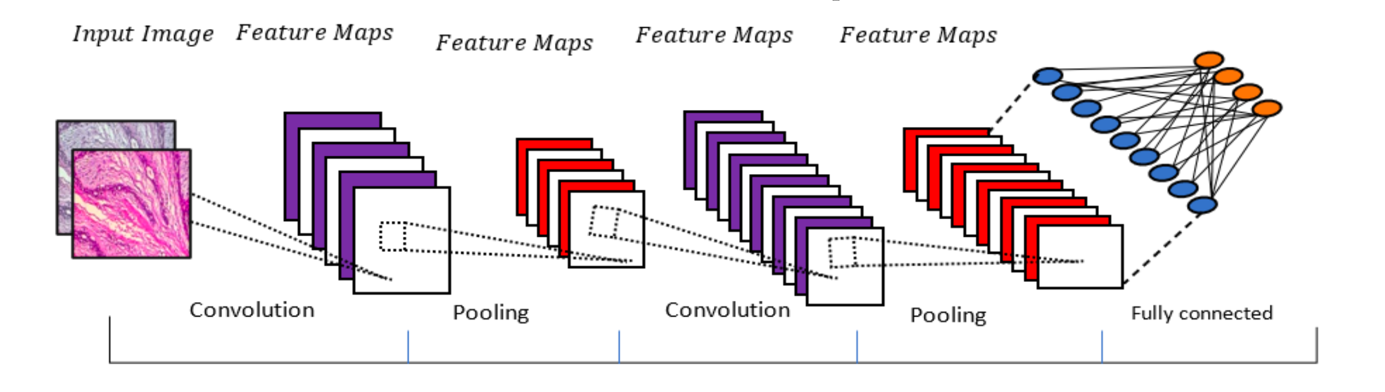 Input Image
Feature Maps
Feature Maps
Feature Maps
Feature Maps
Convolution
Pooling
Convolution
Pooling
Fully connected